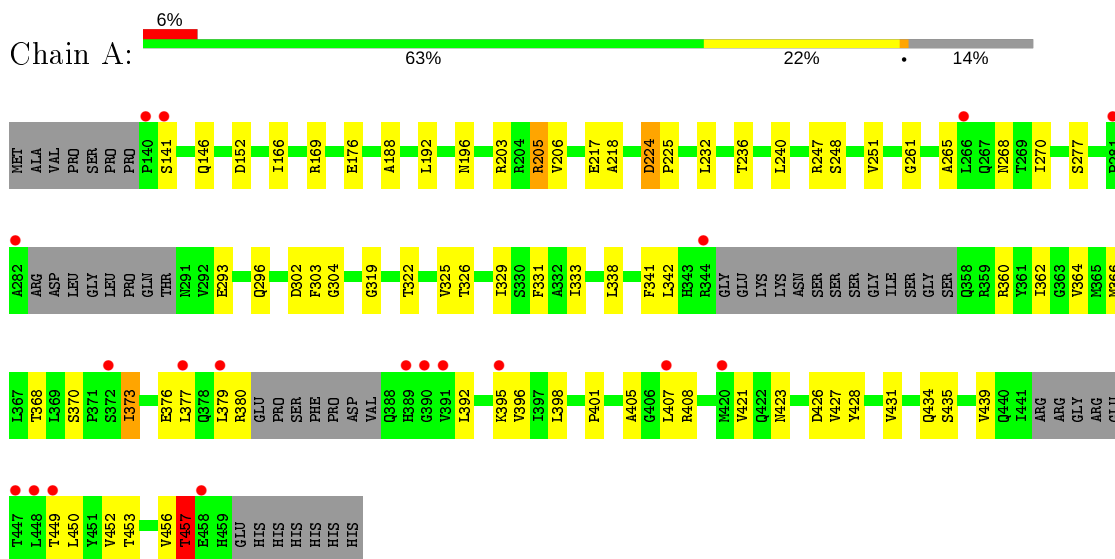 6%
Chain A:
63% 22% • 14%
MET ALA VAL PRO SER PRO PRO P140 S141 Q146 D152 I166 R169 E176 A188 L192 N196 R203 R204 R205 V206 E217 A218 D224 P225 L232 T236 L240 R247 S248 V251 G261 A265 L266 Q267 N268 T269 I270 S277 P281
A282 ARG ASP LEU GLY LEU PRO GLN THR N291 V292 E293 Q296 D302 F303 G304 G319 T322 V325 T326 I329 S330 F331 A332 I333 L338 F341 L342 H343 R344 GLY GLU LYS LYS ASN SER SER SER GLY ILE SER GLY SER Q358 R359 R360 Y361 I362 G363 V364 M365 M366
L367 T368 L369 S370 P371 S372 I373 E376 L377 Q378 L379 R380 GLU PRO SER PHE PRO ASP VAL Q388 H389 G390 V391 L392 K395 V396 I397 L398 P401 A405 G406 L407 R408 M420 V421 Q422 N423 D426 V427 Y428 V431 Q434 S435 V439 Q440 I441 ARG ARG GLY ARG GLU
T447 L448 T449 L450 Y451 V452 T453 V456 T457 E458 H459 GLU HIS HIS HIS HIS HIS HIS